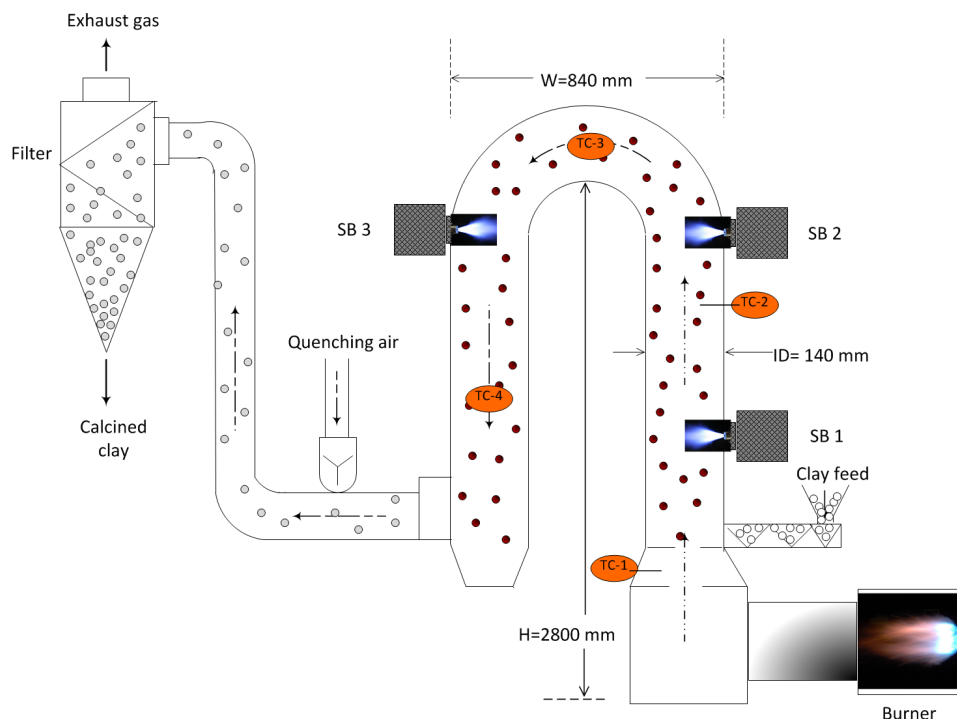 Exhaust gas
W=840 mm
Filter
TC-3
SB 3
SB 2
TC-2
Quenching air
ID= 140 mm
TC-4
Calcined
clay
SB 1
Clay feed
TC-1
H=2800 mm
Burner